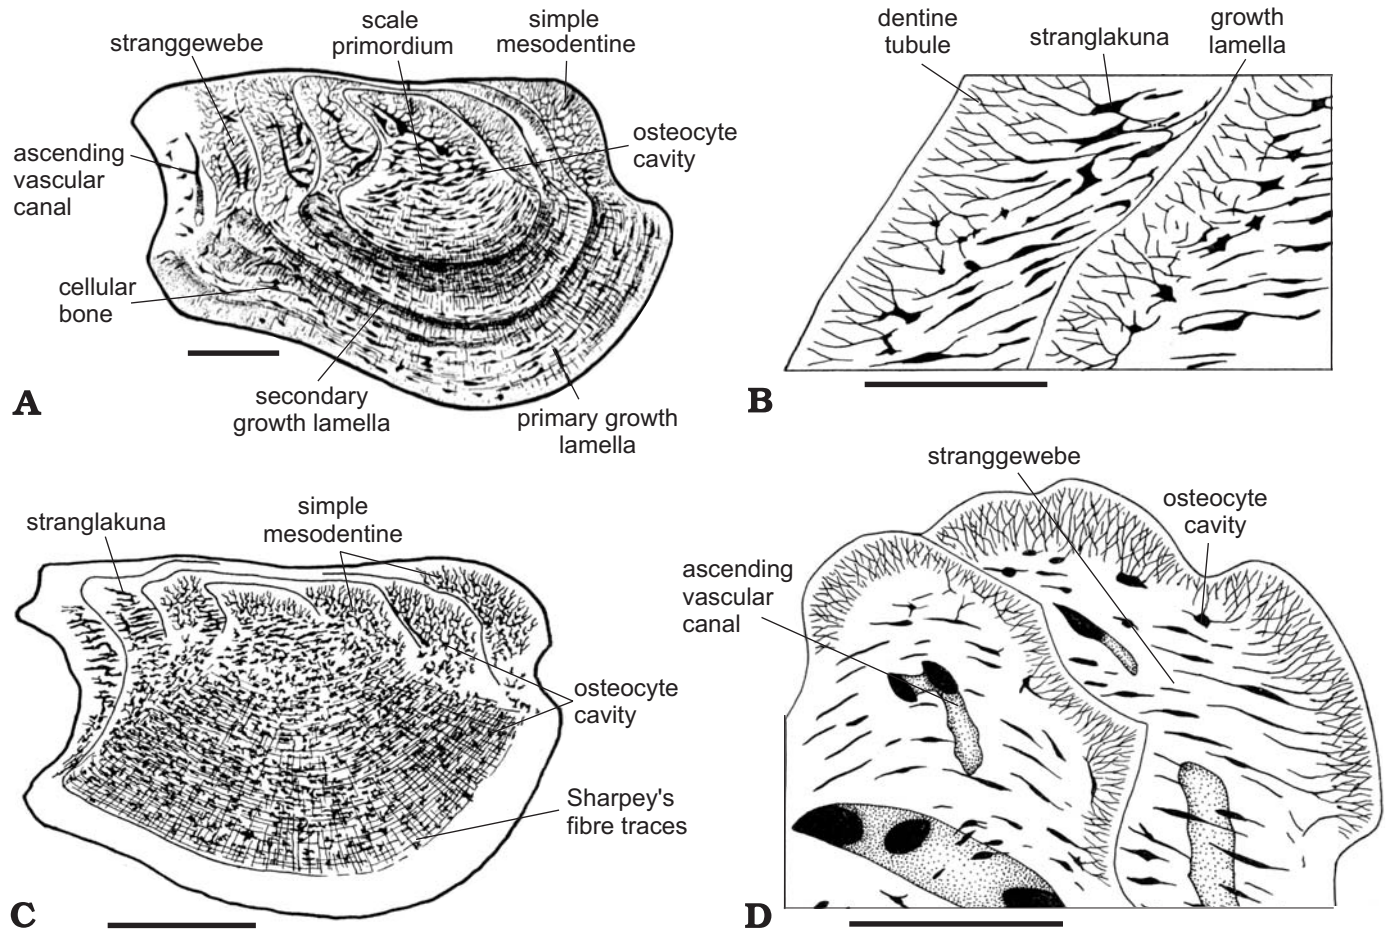 stranggewebe
scale
primordium
simple
mesodentine
osteocyte
cavity
ascending
vascular
canal
cellular
bone
secondary
growth lamella
primary growth
lamella
A
dentine
tubule
stranglakuna
growth
lamella
B
stranglakuna
simple
mesodentine
osteocyte
cavity
Sharpey's
fibre traces
C
stranggewebe
osteocyte
cavity
ascending
vascular
canal
D